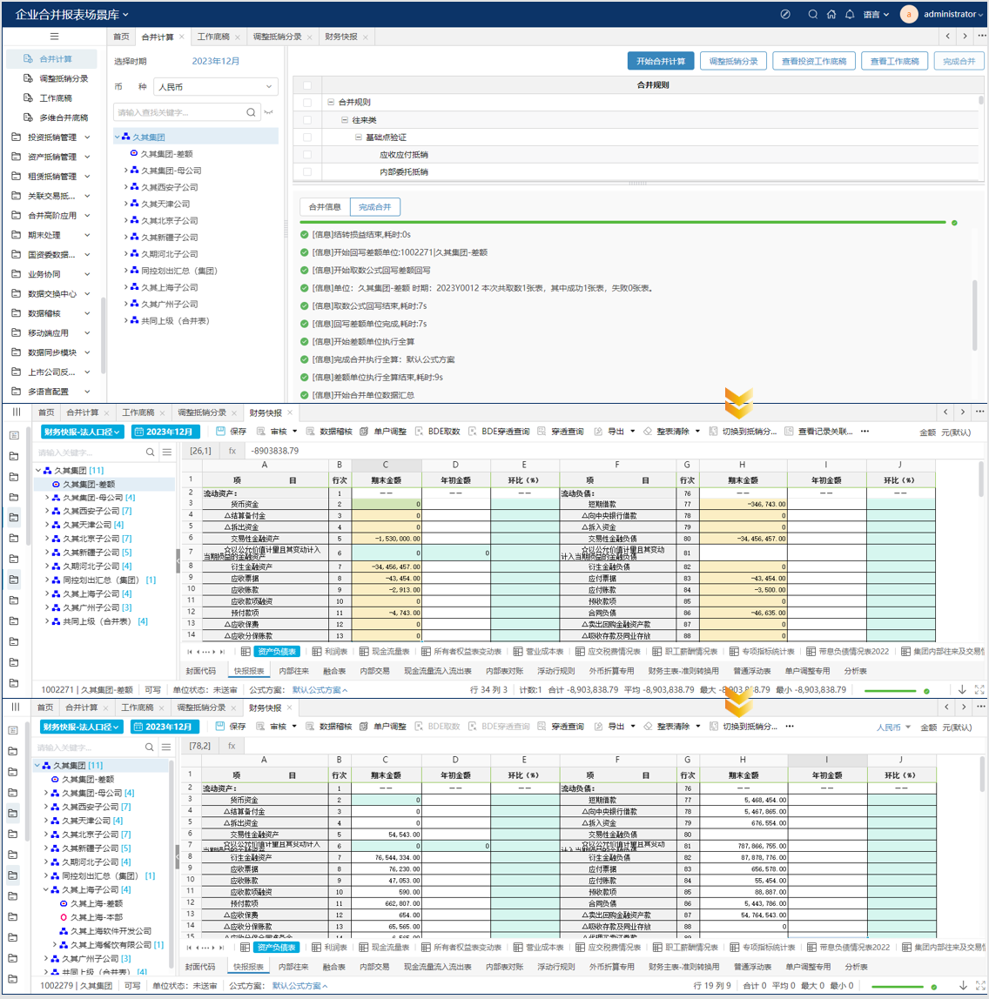 企业合并报表场景库
语言 a administrator
首页 合并计算 工作底稿 调整抵销分录 财务快报
合并计算
调整抵销分录
工作底稿
多维合并底稿
投资抵销管理
资产抵销管理
租赁抵销管理
关联交易抵...
合并高阶应用
期末处理
国资委数据...
业务协同
数据交换中心
数据稽核
移动端应用
数据同步模块
上市公司反...
多语言配置
选择时期 2023年12月
币 种 人民币
请输入查找关键字...
久其集团
久其集团-差额
久其集团-母公司
久其西安子公司
久其天津公司
久其北京子公司
久其新疆子公司
久期河北子公司
同控划出汇总（集团）
久其上海子公司
久其广州子公司
共同上级（合并表）
开始合并计算 调整抵销分录 查看投资工作底稿 查看工作底稿 完成合并
合并规则
合并规则
往来类
基础点验证
应收应付抵销
内部委托抵销
合并信息 完成合并
[信息]结转损益结束,耗时:0s
[信息]开始回写差额单位:1002271|久其集团-差额
[信息]开始取数公式回写差额回写
[信息]单位：久其集团-差额 时期：2023Y0012 本次共取数1张表，其中成功1张表，失败0张表。
[信息]取数公式回写结束,耗时:7s
[信息]回写差额单位完成,耗时:7s
[信息]开始差额单位执行全算
[信息]完成合并执行全算：默认公式方案
[信息]差额单位执行全算结束,耗时:9s
[信息]开始合并单位数据汇总
首页 合并计算 工作底稿 调整抵销分录 财务快报
财务快报-法人口径 2023年12月 保存 审核 数据稽核 单户调整 BDE取数 BDE穿透查询 穿透查询 导出 整表清除 切换到抵销分... 查看记录关联... 金额 元(默认)
请输入关键字...
久其集团 [11]
久其集团-差额
久其集团-母公司 [4]
久其西安子公司 [7]
久其天津公司 [4]
久其北京子公司 [7]
久其新疆子公司 [5]
久期河北子公司 [4]
同控划出汇总（集团） [1]
久其上海子公司 [4]
久其广州子公司 [3]
共同上级（合并表） [4]
[26,1] fx -8903838.79
A B C D E F G H I J
1 项 目 行次 期末金额 年初金额 环比（%） 项 目 行次 期末金额 年初金额 环比（%）
2 流动资产： 1 —— —— 流动负债： 76 —— ——
3 货币资金 2 0 短期借款 77 -346,743.00
4 △结算备付金 3 0 △向中央银行借款 78 0
5 △拆出资金 4 0 △拆入资金 79 0
6 交易性金融资产 5 -1,530,000.00 交易性金融负债 80 -34,456,457.00
7 ☆以公允价值计量且其变动计入当期损益的金融资产 6 0 0 ☆以公允价值计量且其变动计入当期损益的金融负债 81
8 衍生金融资产 7 -34,456,457.00 衍生金融负债 82 0
9 应收票据 8 -43,454.00 应付票据 83 -43,454.00
10 应收账款 9 -2,913.00 应付账款 84 -3,500.00
11 应收款项融资 10 0 预收款项 85 0
12 预付款项 11 -4,743.00 合同负债 86 -46,635.00
13 △应收保费 12 0 △卖出回购金融资产款 87 0
14 △应收分保账款 13 0 △吸收存款及同业存放 88 0
资产负债表 利润表 现金流量表 所有者权益表变动表 营业成本表 应交税费情况表 职工薪酬情况表 专项指标统计表 带息负债情况表2022 集团内部往来及交易情
封面代码 快报报表 内部往来 融合表 内部交易 现金流量流入流出表 内部表对账 浮动行规则 外币折算专用 财务主表-准则转换用 普通浮动表 单户调整专用 分析表
1002271 | 久其集团-差额 可写 单位状态：未送审 公式方案： 默认公式方案 行 34 列 3 计数:1 合计 -8,903,838.79 平均 -8,903,838.79 最大 -8,903,838.79 最小 -8,903,838.79
首页 合并计算 工作底稿 调整抵销分录 财务快报
财务快报-法人口径 2023年12月 保存 审核 数据稽核 单户调整 BDE取数 BDE穿透查询 穿透查询 导出 整表清除 切换到抵销分... 人民币 金额 元(默认)
请输入关键字...
久其集团 [11]
久其集团-差额
久其集团-母公司 [4]
久其西安子公司 [7]
久其天津公司 [4]
久其北京子公司 [7]
久其新疆子公司 [5]
久期河北子公司 [4]
同控划出汇总（集团） [1]
久其上海子公司 [4]
久其上海-差额
久其上海-本部
久其上海软件开发公司
久其上海餐饮有限公司 [1]
久其广州子公司 [3]
共同上级（合并表） [4]
[78,2] fx
A B C D E F G H I J
1 项 目 行次 期末金额 年初金额 环比（%） 项 目 行次 期末金额 年初金额 环比（%）
2 流动资产： 1 —— —— 流动负债： 76 —— ——
3 货币资金 2 0 短期借款 77 5,468,454.00
4 △结算备付金 3 0 △向中央银行借款 78 5,467,865.00
5 △拆出资金 4 0 △拆入资金 79 676,554.00
6 交易性金融资产 5 54,543.00 交易性金融负债 80
7 ☆以公允价值计量且其变动计入当期损益的金融资产 6 0 0 ☆以公允价值计量且其变动计入当期损益的金融负债 81 787,866,755.00
8 衍生金融资产 7 76,544,334.00 衍生金融负债 82 87,878,776.00
9 应收票据 8 76,230.00 应付票据 83 656,578.00
10 应收账款 9 47,053.00 应付账款 84 55,454.00
11 应收款项融资 10 590.00 预收款项 85 88,887.00
12 预付款项 11 662,807.00 合同负债 86 5,443,786.00
13 △应收保费 12 654.00 △卖出回购金融资产款 87 54,764,543.00
14 △应收分保账款 13 65,565.00 △吸收存款及同业存放 88 0
资产负债表 利润表 现金流量表 所有者权益表变动表 营业成本表 应交税费情况表 职工薪酬情况表 专项指标统计表 带息负债情况表2022 集团内部往来及交易情
封面代码 快报报表 内部往来 融合表 内部交易 现金流量流入流出表 内部表对账 浮动行规则 外币折算专用 财务主表-准则转换用 普通浮动表 单户调整专用 分析表
1002279 | 久其集团 可写 单位状态：未送审 公式方案： 默认公式方案 行 19 列 9 合计 0 平均 0 最大 0 最小 0